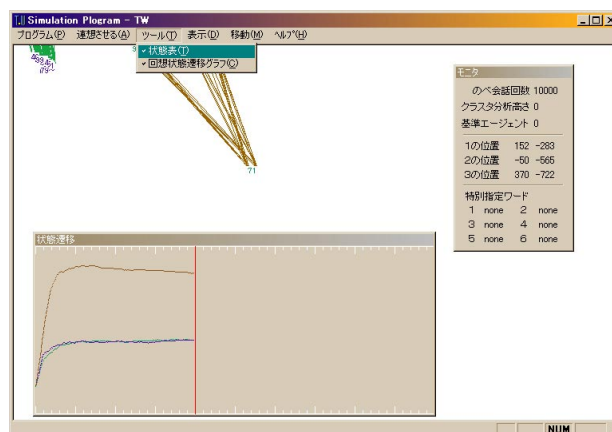 Simulation Plogram - TW
プログラム(P) 連想させる(A) ツール(T) 表示(D) 移動(M) ヘルプ(H)
✓状態表(T)
✓回想状態遷移グラフ(C)
71
モニタ
のべ会話回数 10000
クラスタ分析高さ 0
基準エージェント 0
1の位置 152 -283
2の位置 -50 -565
3の位置 370 -722
特別指定ワード
1 none 2 none
3 none 4 none
5 none 6 none
状態遷移
NUM